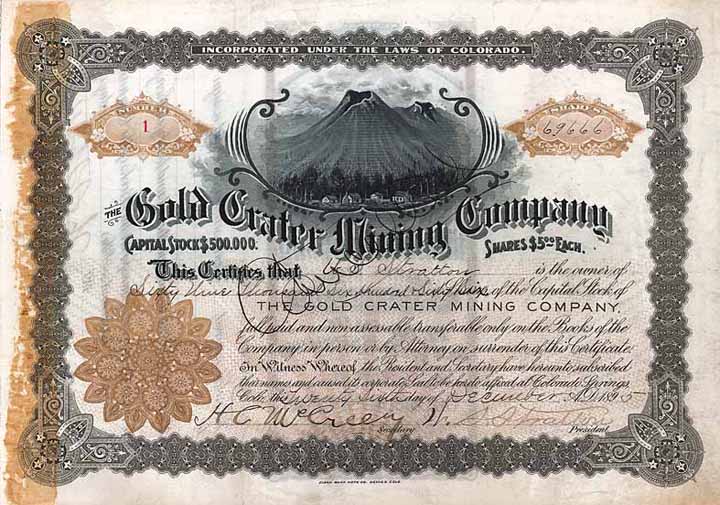 INCORPORATED UNDER THE LAWS OF COLORADO.
NUMBER
1
SHARES
69666
THE Gold Crater Mining Company
CAPITAL STOCK $500.000.
SHARES $5.00 EACH.
This Certifies that W. S. Stratton is the owner of
Sixty Nine Thousand Six Hundred & Sixty Six of the Capital Stock of
THE GOLD CRATER MINING COMPANY,
full paid and non assessable transferable only on the Books of the
Company in person or by Attorney on surrender of this Certificate.
In Witness Whereof, the President and Secretary have hereunto subscribed
their names and caused its corporate Seal to be hereto affixed at Colorado Springs,
Colo. this Twenty Sixth day of December A.D. 1895
H C McCreery
W. S. Stratton
Secretary
President